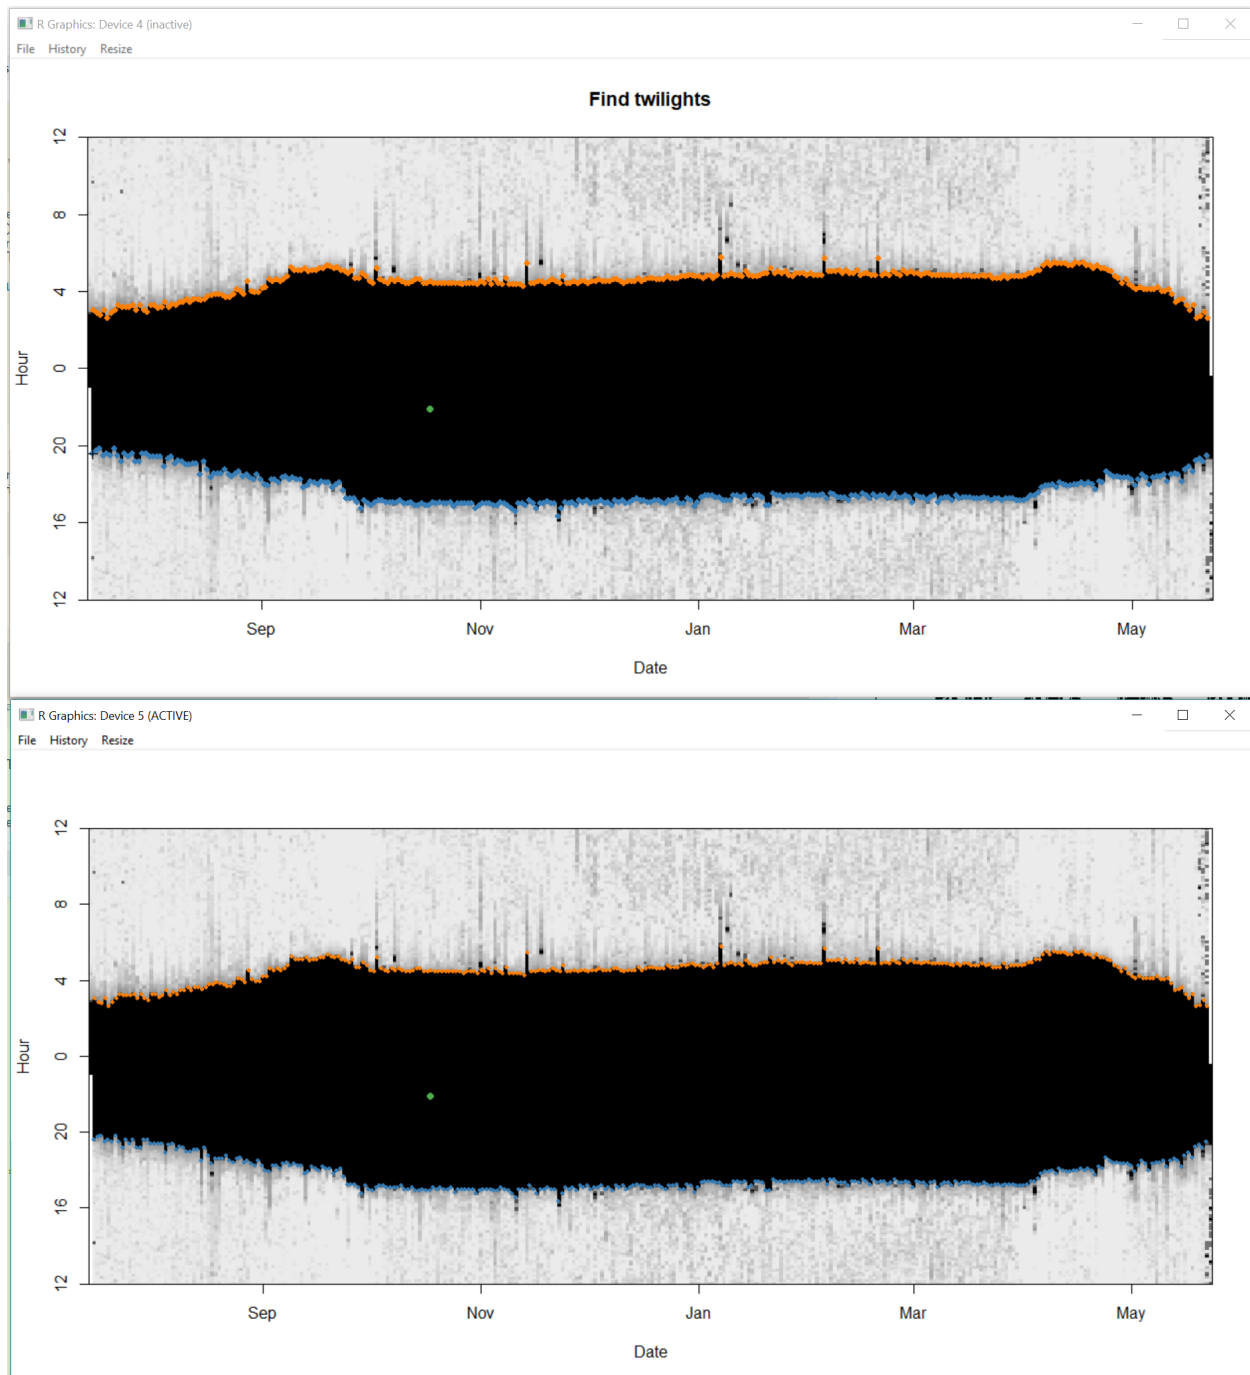 R Graphics: Device 4 (inactive)
File History Resize
Find twilights
12
8
4
0
20
16
12
Hour
Sep Nov Jan Mar May
Date
R Graphics: Device 5 (ACTIVE)
File History Resize
12
8
4
0
20
16
12
Hour
Sep Nov Jan Mar May
Date